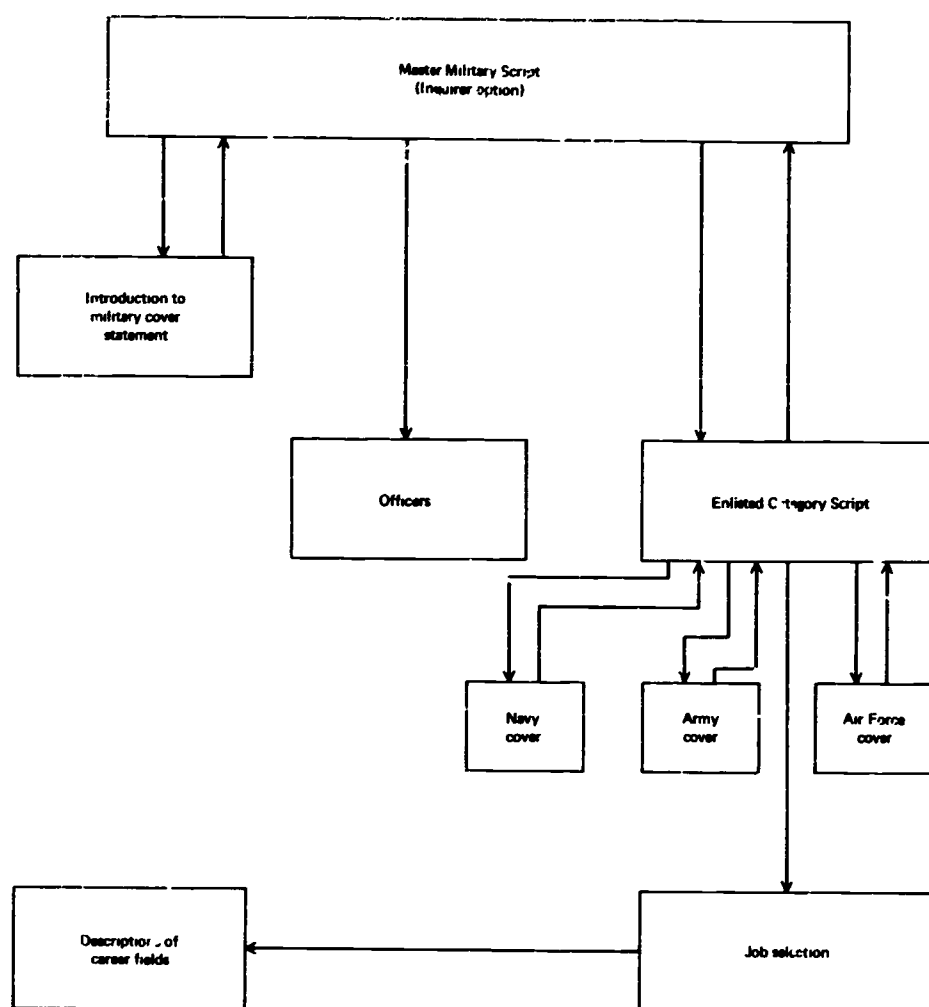 Master Military Script
(Inquirer option)
Introduction to
military cover
statement
Officers
Enlisted Category Script
Navy
cover
Army
cover
Air Force
cover
Descriptions of
career fields
Job selection